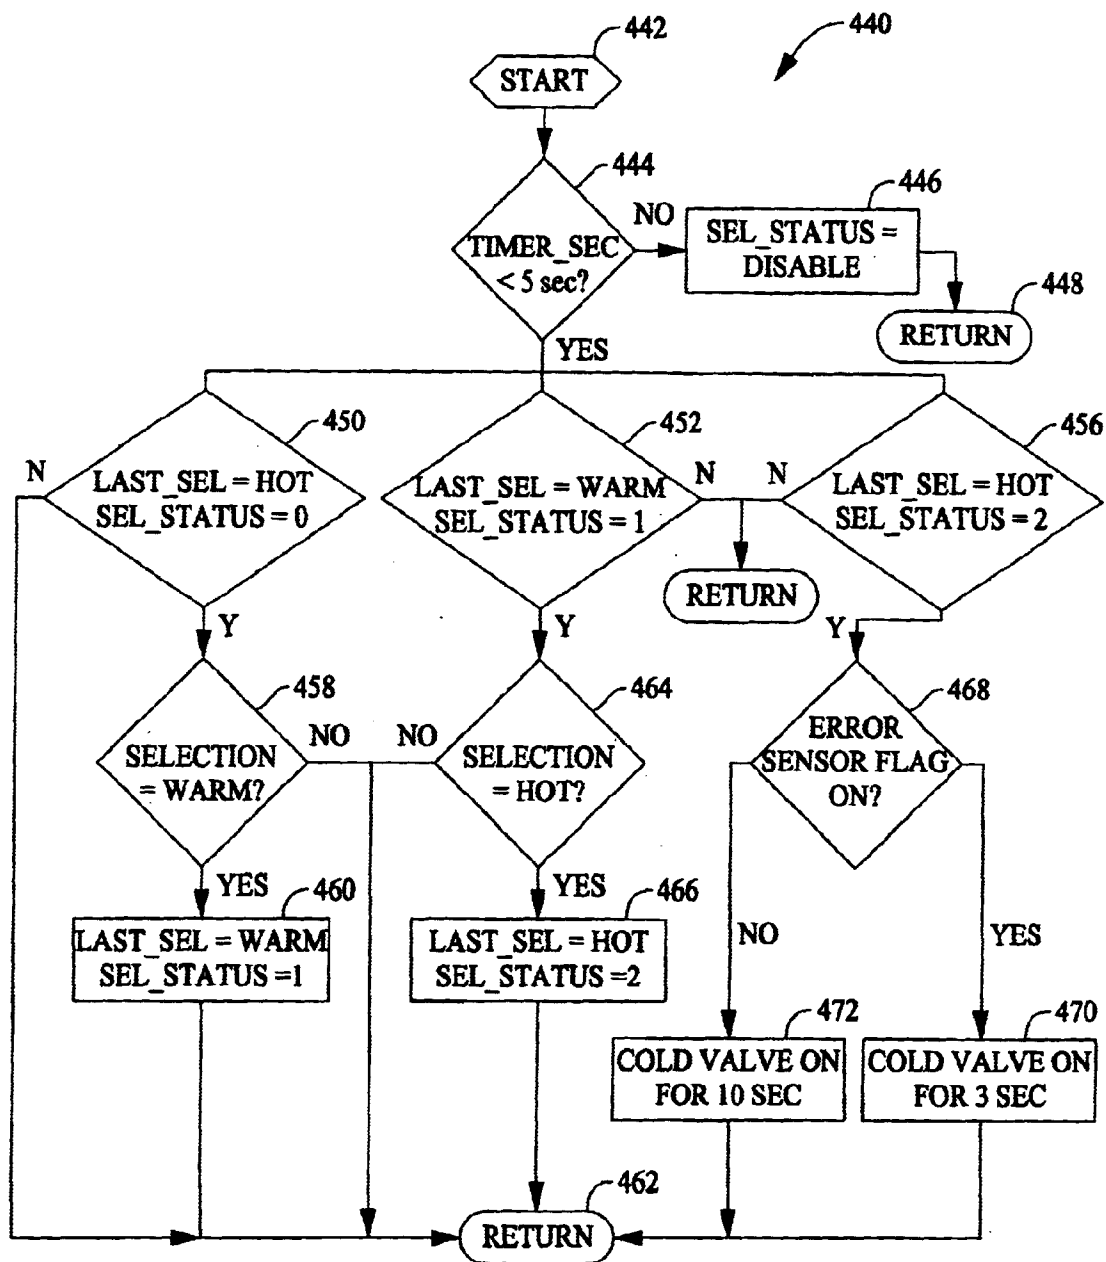 442
440
START
444
TIMER_SEC
< 5 sec?
NO
446
SEL_STATUS =
DISABLE
448
RETURN
YES
450
N
LAST_SEL = HOT
SEL_STATUS = 0
452
LAST_SEL = WARM
SEL_STATUS = 1
N
N
456
LAST_SEL = HOT
SEL_STATUS = 2
RETURN
Y
Y
Y
458
SELECTION
= WARM?
NO
NO
464
SELECTION
= HOT?
468
ERROR
SENSOR FLAG
ON?
YES
460
LAST_SEL = WARM
SEL_STATUS =1
YES
466
LAST_SEL = HOT
SEL_STATUS =2
NO
YES
472
COLD VALVE ON
FOR 10 SEC
470
COLD VALVE ON
FOR 3 SEC
462
RETURN